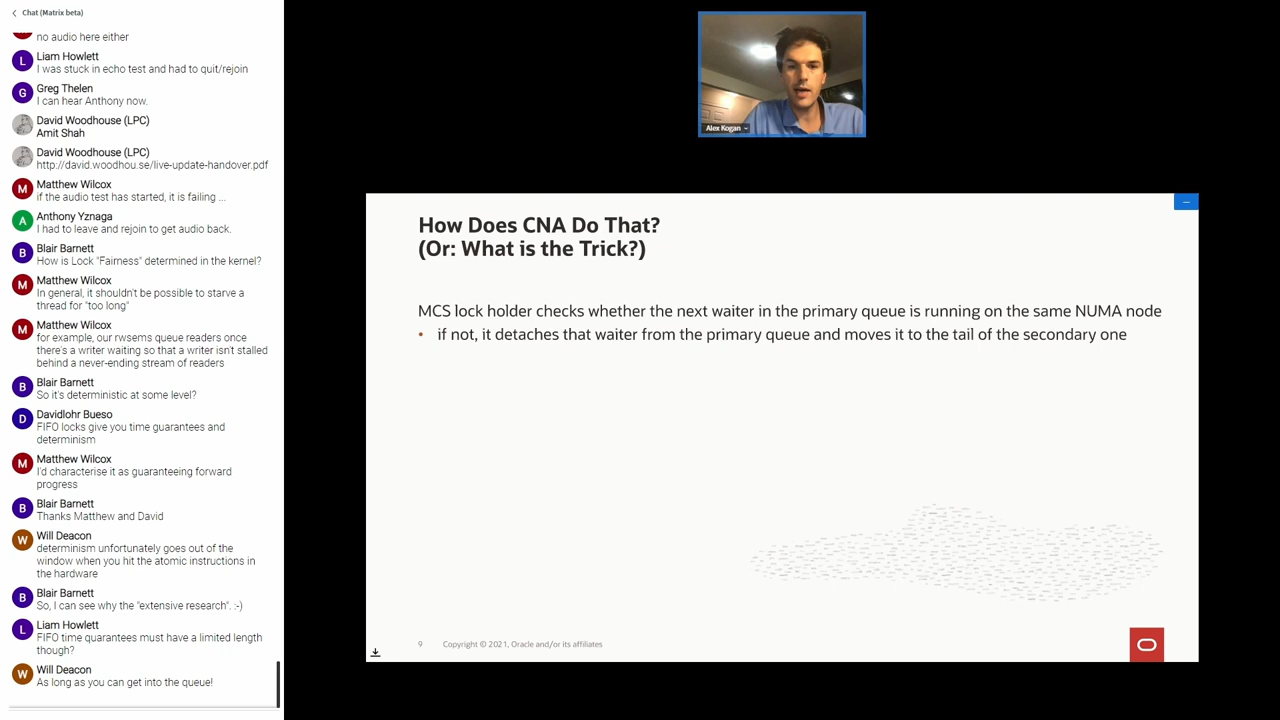 Chat (Matrix beta)
no audio here either
L
Liam Howlett
I was stuck in echo test and had to quit/rejoin
G
Greg Thelen
I can hear Anthony now.
David Woodhouse (LPC)
Amit Shah
David Woodhouse (LPC)
http://david.woodhou.se/live-update-handover.pdf
M
Matthew Wilcox
if the audio test has started, it is failing ...
A
Anthony Yznaga
I had to leave and rejoin to get audio back.
B
Blair Barnett
How is Lock "Fairness" determined in the kernel?
M
Matthew Wilcox
In general, it shouldn't be possible to starve a
thread for "too long"
M
Matthew Wilcox
for example, our rwsems queue readers once
there's a writer waiting so that a writer isn't stalled
behind a never-ending stream of readers
B
Blair Barnett
So it's deterministic at some level?
D
Davidlohr Bueso
FIFO locks give you time guarantees and
determinism
M
Matthew Wilcox
I'd characterise it as guaranteeing forward
progress
B
Blair Barnett
Thanks Matthew and David
W
Will Deacon
determinism unfortunately goes out of the
window when you hit the atomic instructions in
the hardware
B
Blair Barnett
So, I can see why the "extensive research". :-)
L
Liam Howlett
FIFO time quarantees must have a limited length
though?
W
Will Deacon
As long as you can get into the queue!
Alex Kogan
How Does CNA Do That?
(Or: What is the Trick?)
MCS lock holder checks whether the next waiter in the primary queue is running on the same NUMA node
• if not, it detaches that waiter from the primary queue and moves it to the tail of the secondary one
9 Copyright © 2021, Oracle and/or its affiliates